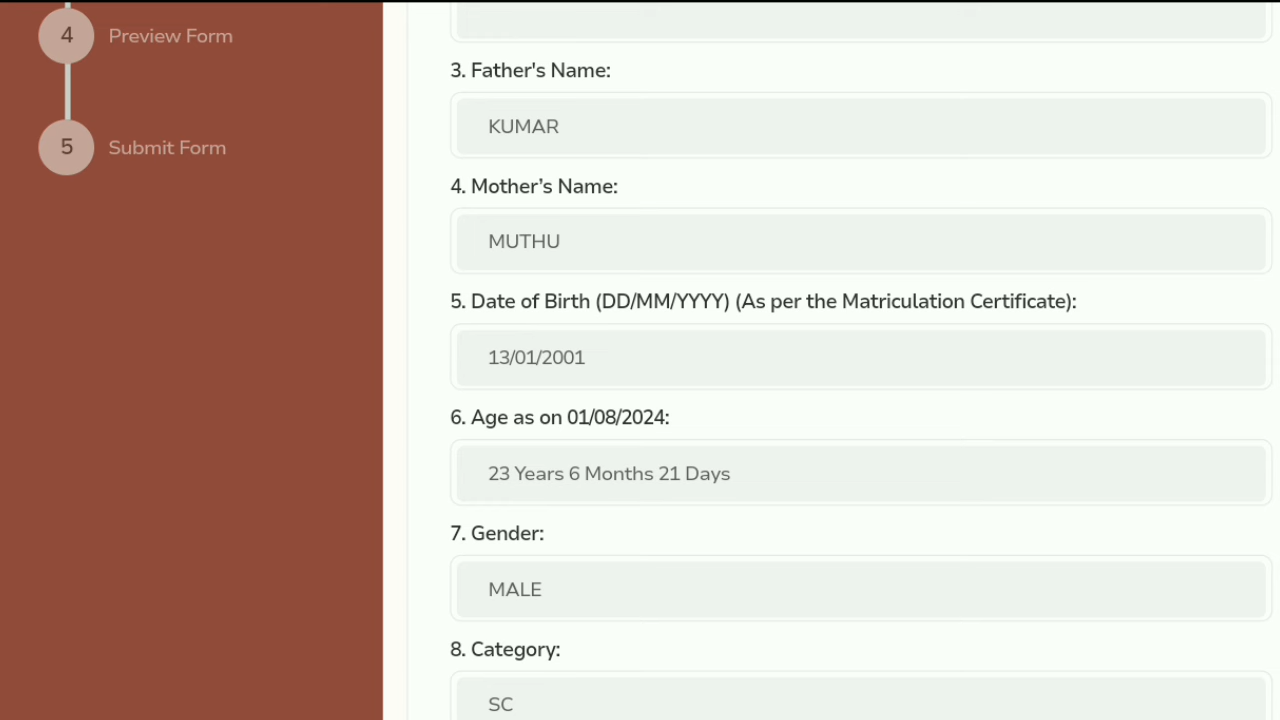 4 Preview Form
5 Submit Form
3. Father's Name:
KUMAR
4. Mother’s Name:
MUTHU
5. Date of Birth (DD/MM/YYYY) (As per the Matriculation Certificate):
13/01/2001
6. Age as on 01/08/2024:
23 Years 6 Months 21 Days
7. Gender:
MALE
8. Category:
SC